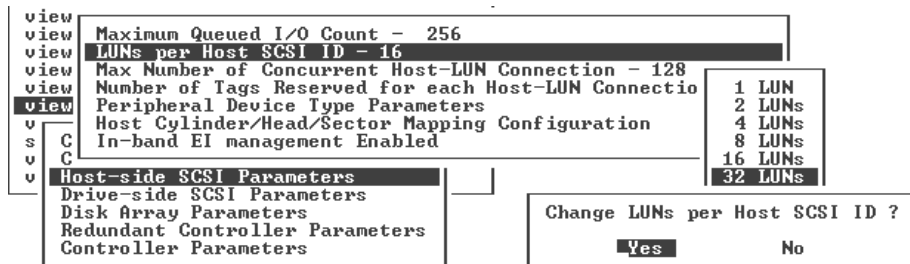 view
view Maximum Queued I/O Count - 256
view LUNs per Host SCSI ID - 16
view Max Number of Concurrent Host-LUN Connection - 128
view Number of Tags Reserved for each Host-LUN Connectio
view Peripheral Device Type Parameters
v Host Cylinder/Head/Sector Mapping Configuration
s C In-band EI management Enabled
v C
v Host-side SCSI Parameters
Drive-side SCSI Parameters
Disk Array Parameters
Redundant Controller Parameters
Controller Parameters
1 LUN
2 LUNs
4 LUNs
8 LUNs
16 LUNs
32 LUNs
Change LUNs per Host SCSI ID ?
Yes No